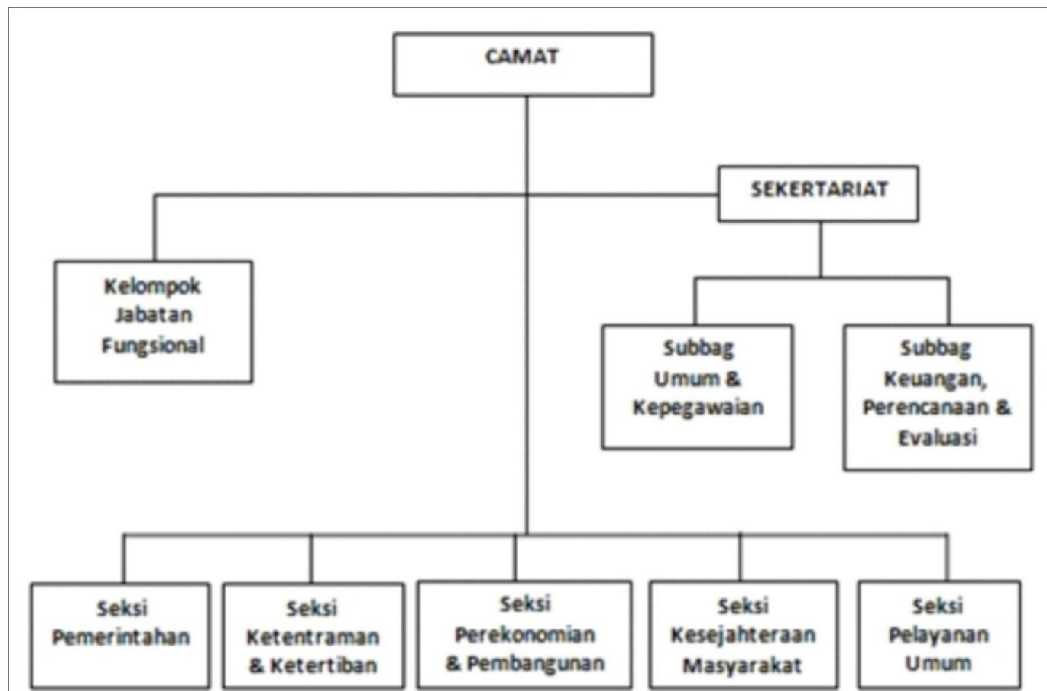 CAMAT
SEKERTARIAT
Kelompok
Jabatan
Fungsional
Subbag
Umum &
Kepegawaian
Subbag
Keuangan,
Perencanaan &
Evaluasi
Seksi
Pemerintahan
Seksi
Ketentraman
& Ketertiban
Seksi
Perekonomian
& Pembangunan
Seksi
Kesejahteraan
Masyarakat
Seksi
Pelayanan
Umum